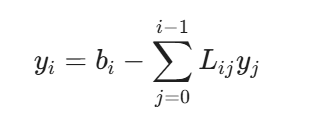 $y_i = b_i - \sum_{j=0}^{i-1} L_{ij} y_j$